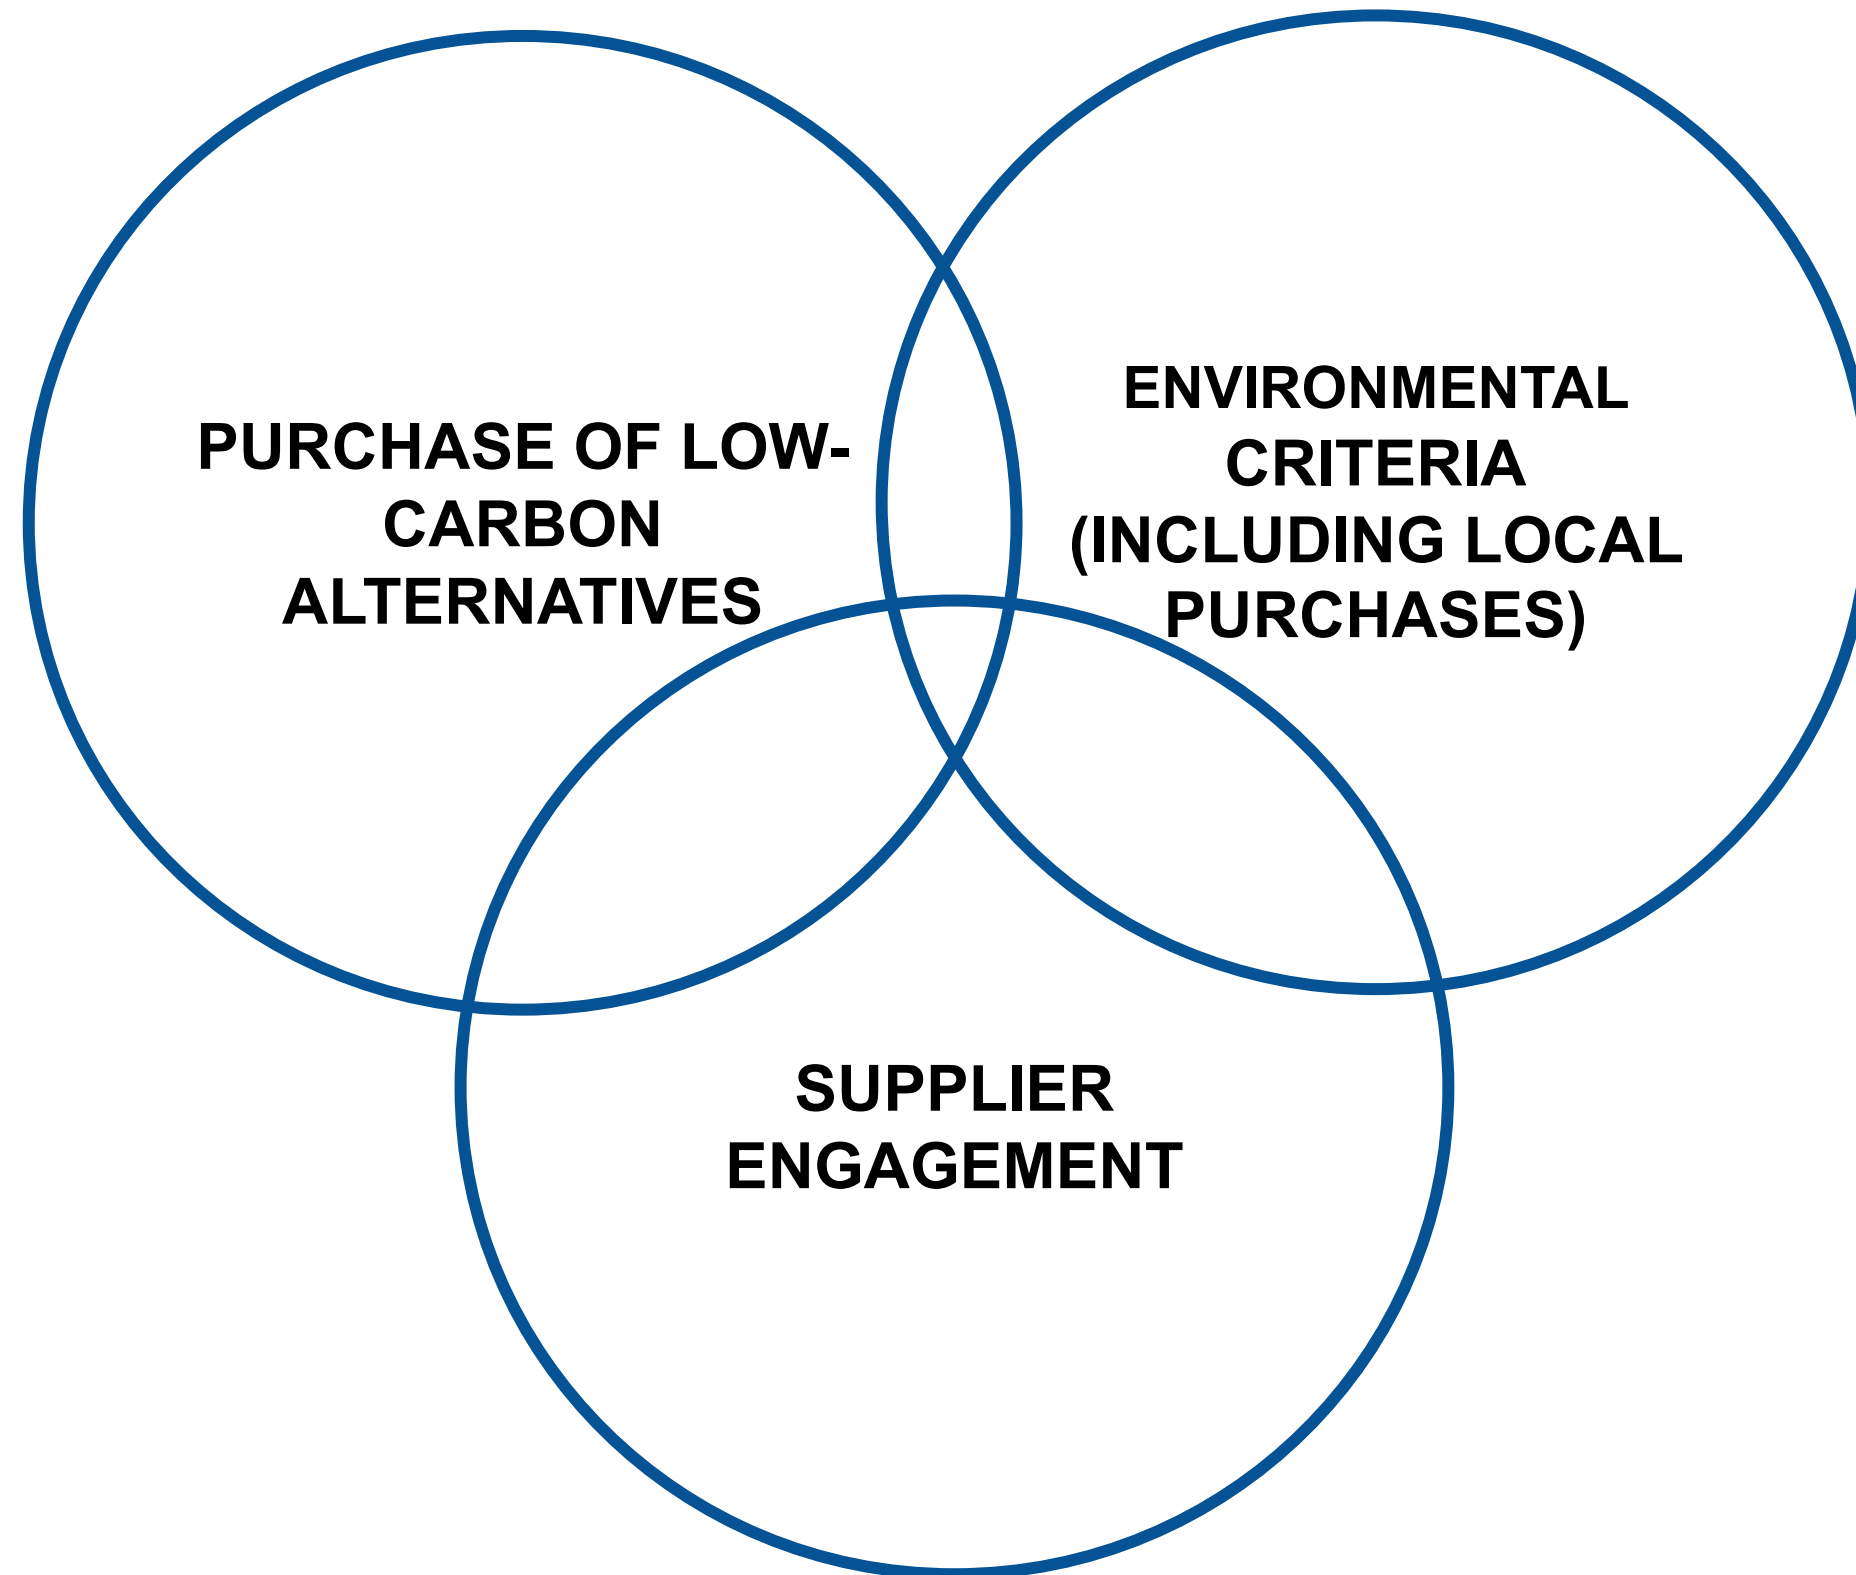 PURCHASE OF LOW-
CARBON
ALTERNATIVES
ENVIRONMENTAL
CRITERIA
(INCLUDING LOCAL
PURCHASES)
SUPPLIER
ENGAGEMENT